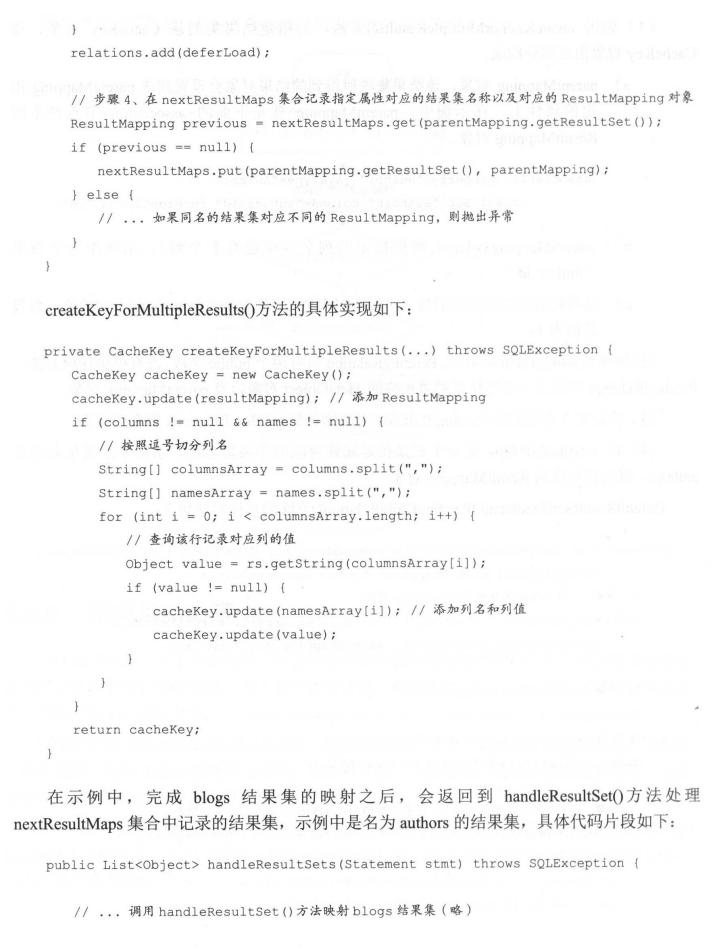 }
relations.add(deferLoad);
// 步骤 4、在 nextResultMaps 集合记录指定属性对应的结果集名称以及对应的 ResultMapping 对象
ResultMapping previous = nextResultMaps.get(parentMapping.getResultSet());
if (previous == null) {
nextResultMaps.put(parentMapping.getResultSet(), parentMapping);
} else {
// ... 如果同名的结果集对应不同的 ResultMapping, 则抛出异常
}
}
createKeyForMultipleResults()方法的具体实现如下：
private CacheKey createKeyForMultipleResults(...) throws SQLException {
CacheKey cacheKey = new CacheKey();
cacheKey.update(resultMapping); // 添加 ResultMapping
if (columns != null && names != null) {
// 按照逗号切分列名
String[] columnsArray = columns.split(",");
String[] namesArray = names.split(",");
for (int i = 0; i < columnsArray.length; i++) {
// 查询该行记录对应列的值
Object value = rs.getString(columnsArray[i]);
if (value != null) {
cacheKey.update(namesArray[i]); // 添加列名和列值
cacheKey.update(value);
}
}
}
return cacheKey;
}
在示例中，完成 blogs 结果集的映射之后，会返回到 handleResultSet()方法处理
nextResultMaps 集合中记录的结果集，示例中是名为 authors 的结果集，具体代码片段如下：
public List<Object> handleResultSets(Statement stmt) throws SQLException {
// ... 调用 handleResultSet()方法映射 blogs 结果集（略）